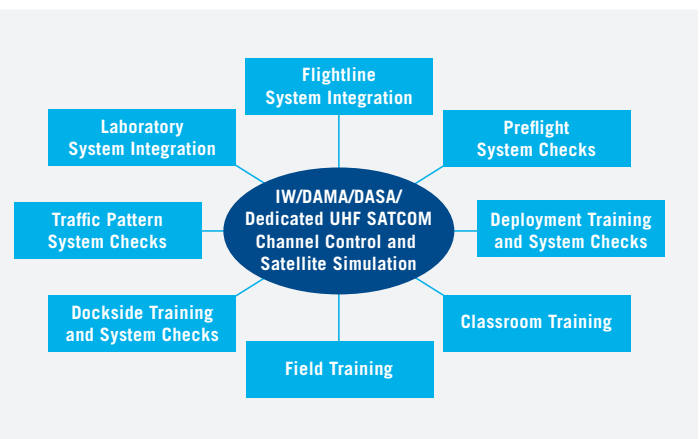 Flightline
System Integration
Laboratory
System Integration
Preflight
System Checks
IW/DAMA/DASA/
Dedicated UHF SATCOM
Channel Control and
Satellite Simulation
Traffic Pattern
System Checks
Deployment Training
and System Checks
Dockside Training
and System Checks
Classroom Training
Field Training